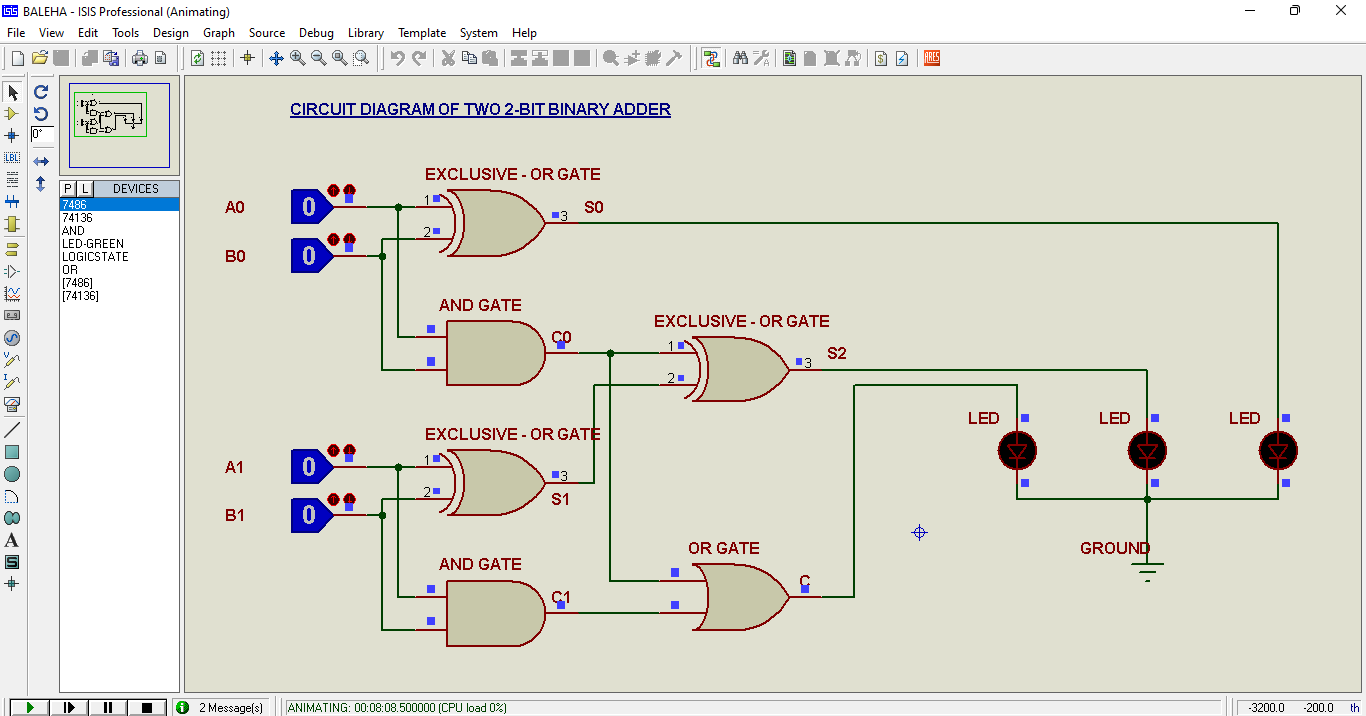 BALEHA - ISIS Professional (Animating)
File View Edit Tools Design Graph Source Debug Library Template System Help
LBL
0°
P L DEVICES
7486
74136
AND
LED-GREEN
LOGICSTATE
OR
[7486]
[74136]
CIRCUIT DIAGRAM OF TWO 2-BIT BINARY ADDER
EXCLUSIVE - OR GATE
A0 0 1
3 S0
2
B0 0
AND GATE
C0
EXCLUSIVE - OR GATE
1
3 S2
2
LED LED LED
EXCLUSIVE - OR GATE
A1 0 1
3
2 S1
B1 0
OR GATE
GROUND
AND GATE
C
C1
2 Message(s) ANIMATING: 00:08:08.500000 (CPU load 0%) -3200.0 -200.0 th